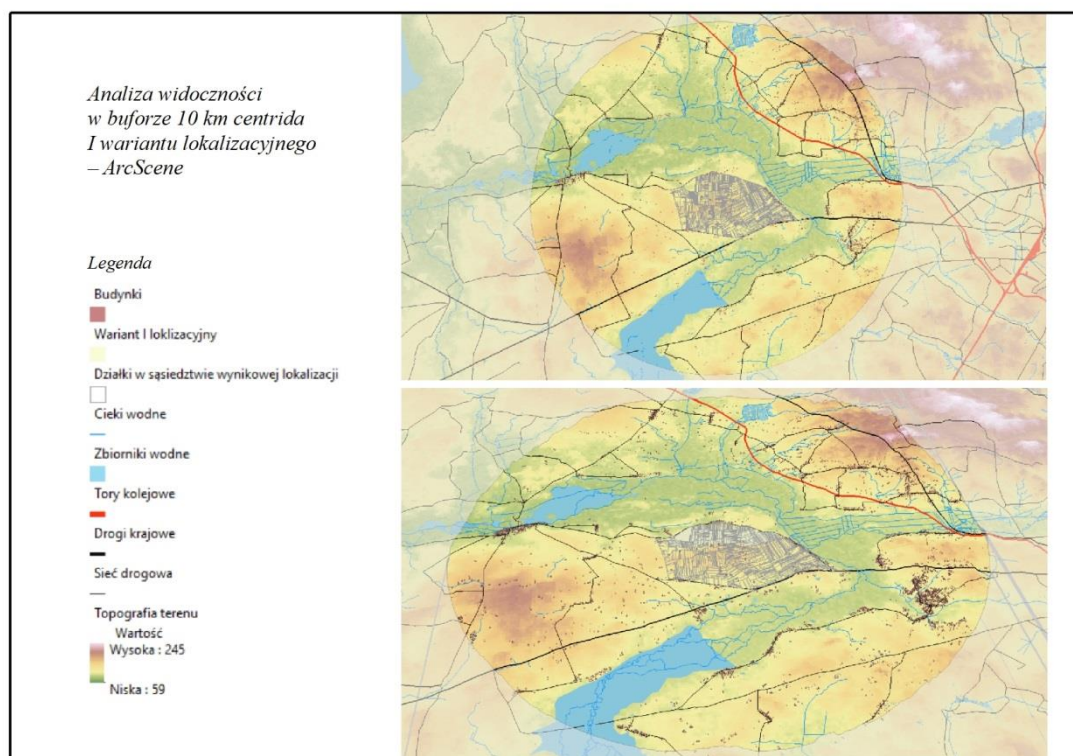 Analiza widoczności
w buforze 10 km centrida
I wariantu lokalizacyjnego
– ArcScene
Legenda
Budynki
Wariant I loklizacyjny
Działki w sąsiedztwie wynikowej lokalizacji
Cieki wodne
Zbiorniki wodne
Tory kolejowe
Drogi krajowe
Sieć drogowa
Topografia terenu
Wartość
Wysoka : 245
Niska : 59